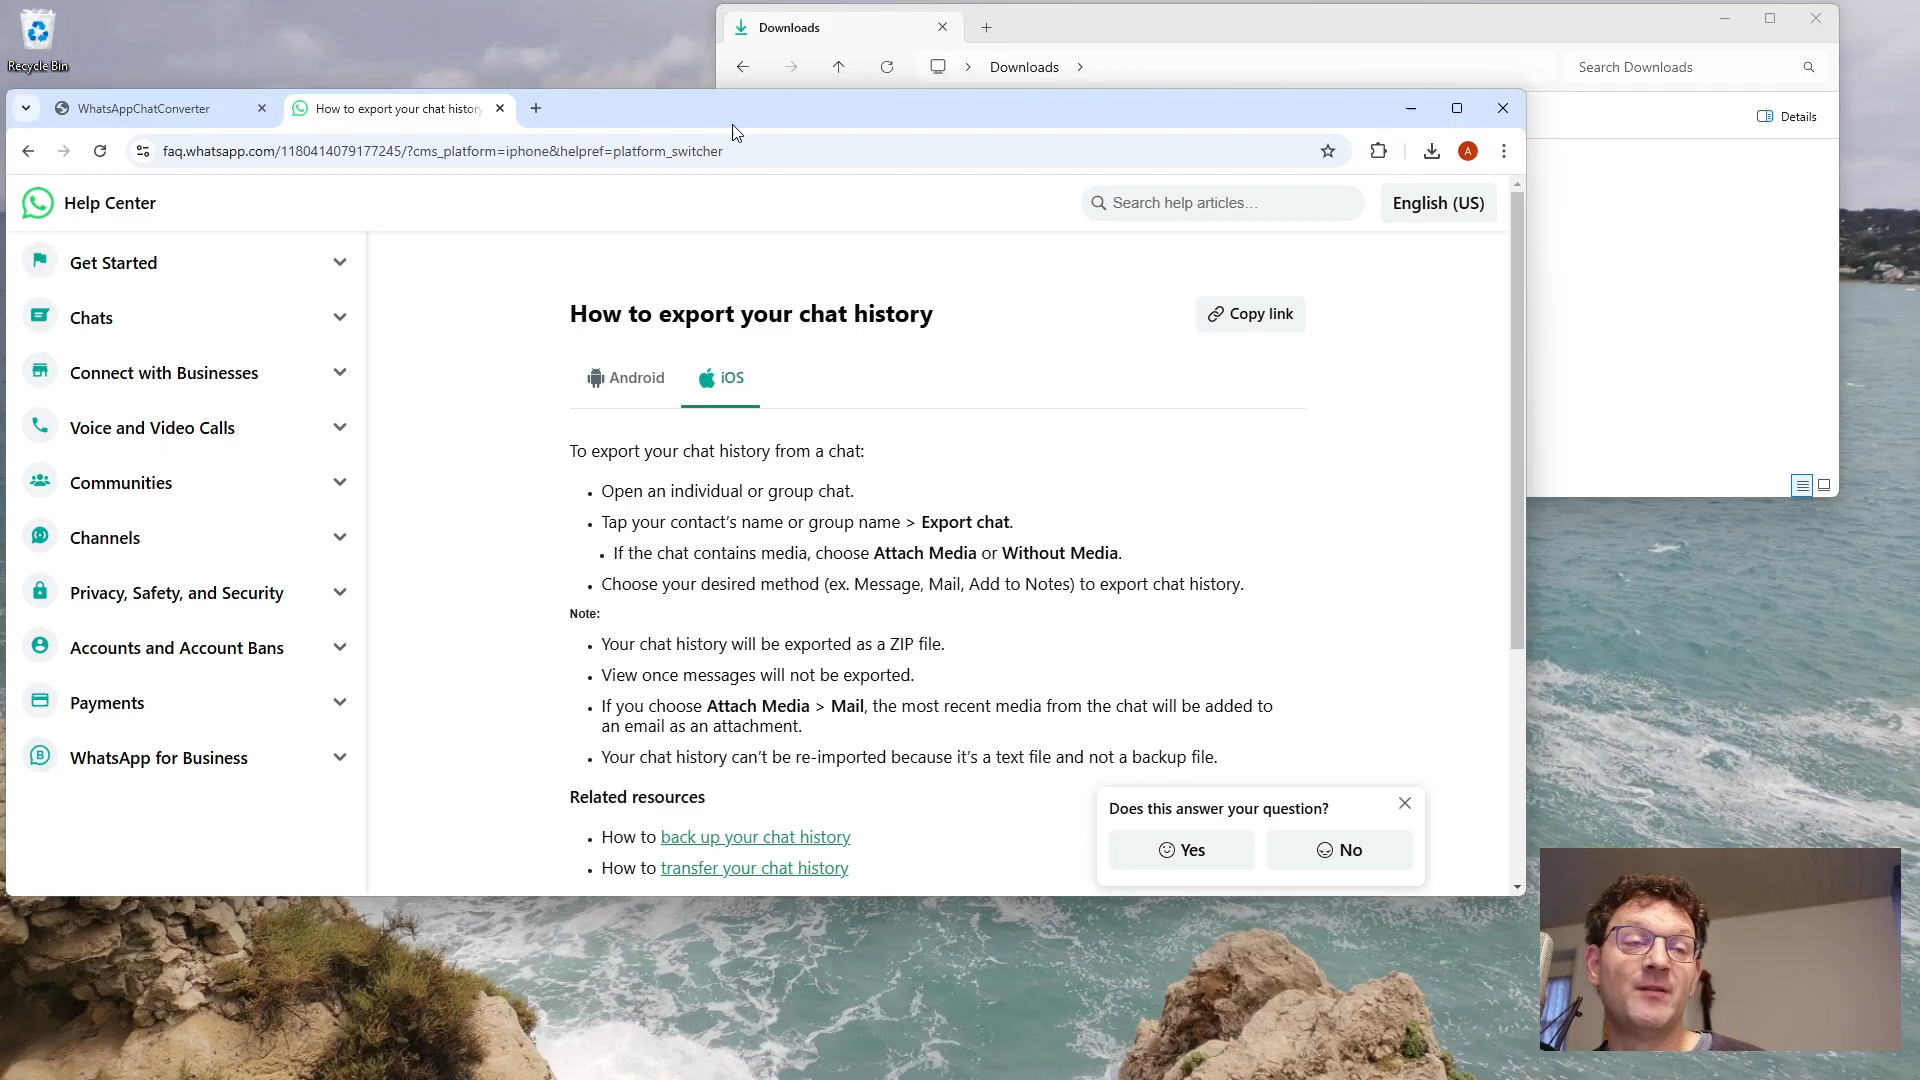 Recycle Bin
Downloads
Downloads
Search Downloads
Details
WhatsAppChatConverter
How to export your chat history
faq.whatsapp.com/1180414079177245/?cms_platform=iphone&helpref=platform_switcher
A
Help Center
Search help articles...
English (US)
Get Started
Chats
Connect with Businesses
Voice and Video Calls
Communities
Channels
Privacy, Safety, and Security
Accounts and Account Bans
Payments
WhatsApp for Business
How to export your chat history
Copy link
Android
iOS
To export your chat history from a chat:
• Open an individual or group chat.
• Tap your contact's name or group name > Export chat.
• If the chat contains media, choose Attach Media or Without Media.
• Choose your desired method (ex. Message, Mail, Add to Notes) to export chat history.
Note:
• Your chat history will be exported as a ZIP file.
• View once messages will not be exported.
• If you choose Attach Media > Mail, the most recent media from the chat will be added to
an email as an attachment.
• Your chat history can't be re-imported because it's a text file and not a backup file.
Related resources
• How to back up your chat history
• How to transfer your chat history
Does this answer your question?
Yes
No